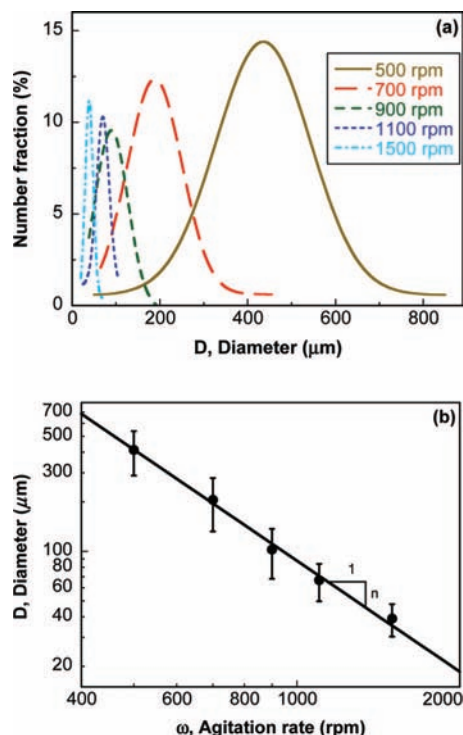 (a)
15
10
5
0
Number fraction (%)
500 rpm
700 rpm
900 rpm
1100 rpm
1500 rpm
0 200 400 600 800
D, Diameter (μm)
(b)
700
500
300
100
80
60
40
20
D, Diameter (μm)
1
n
400 600 800 1000 2000
ω, Agitation rate (rpm)